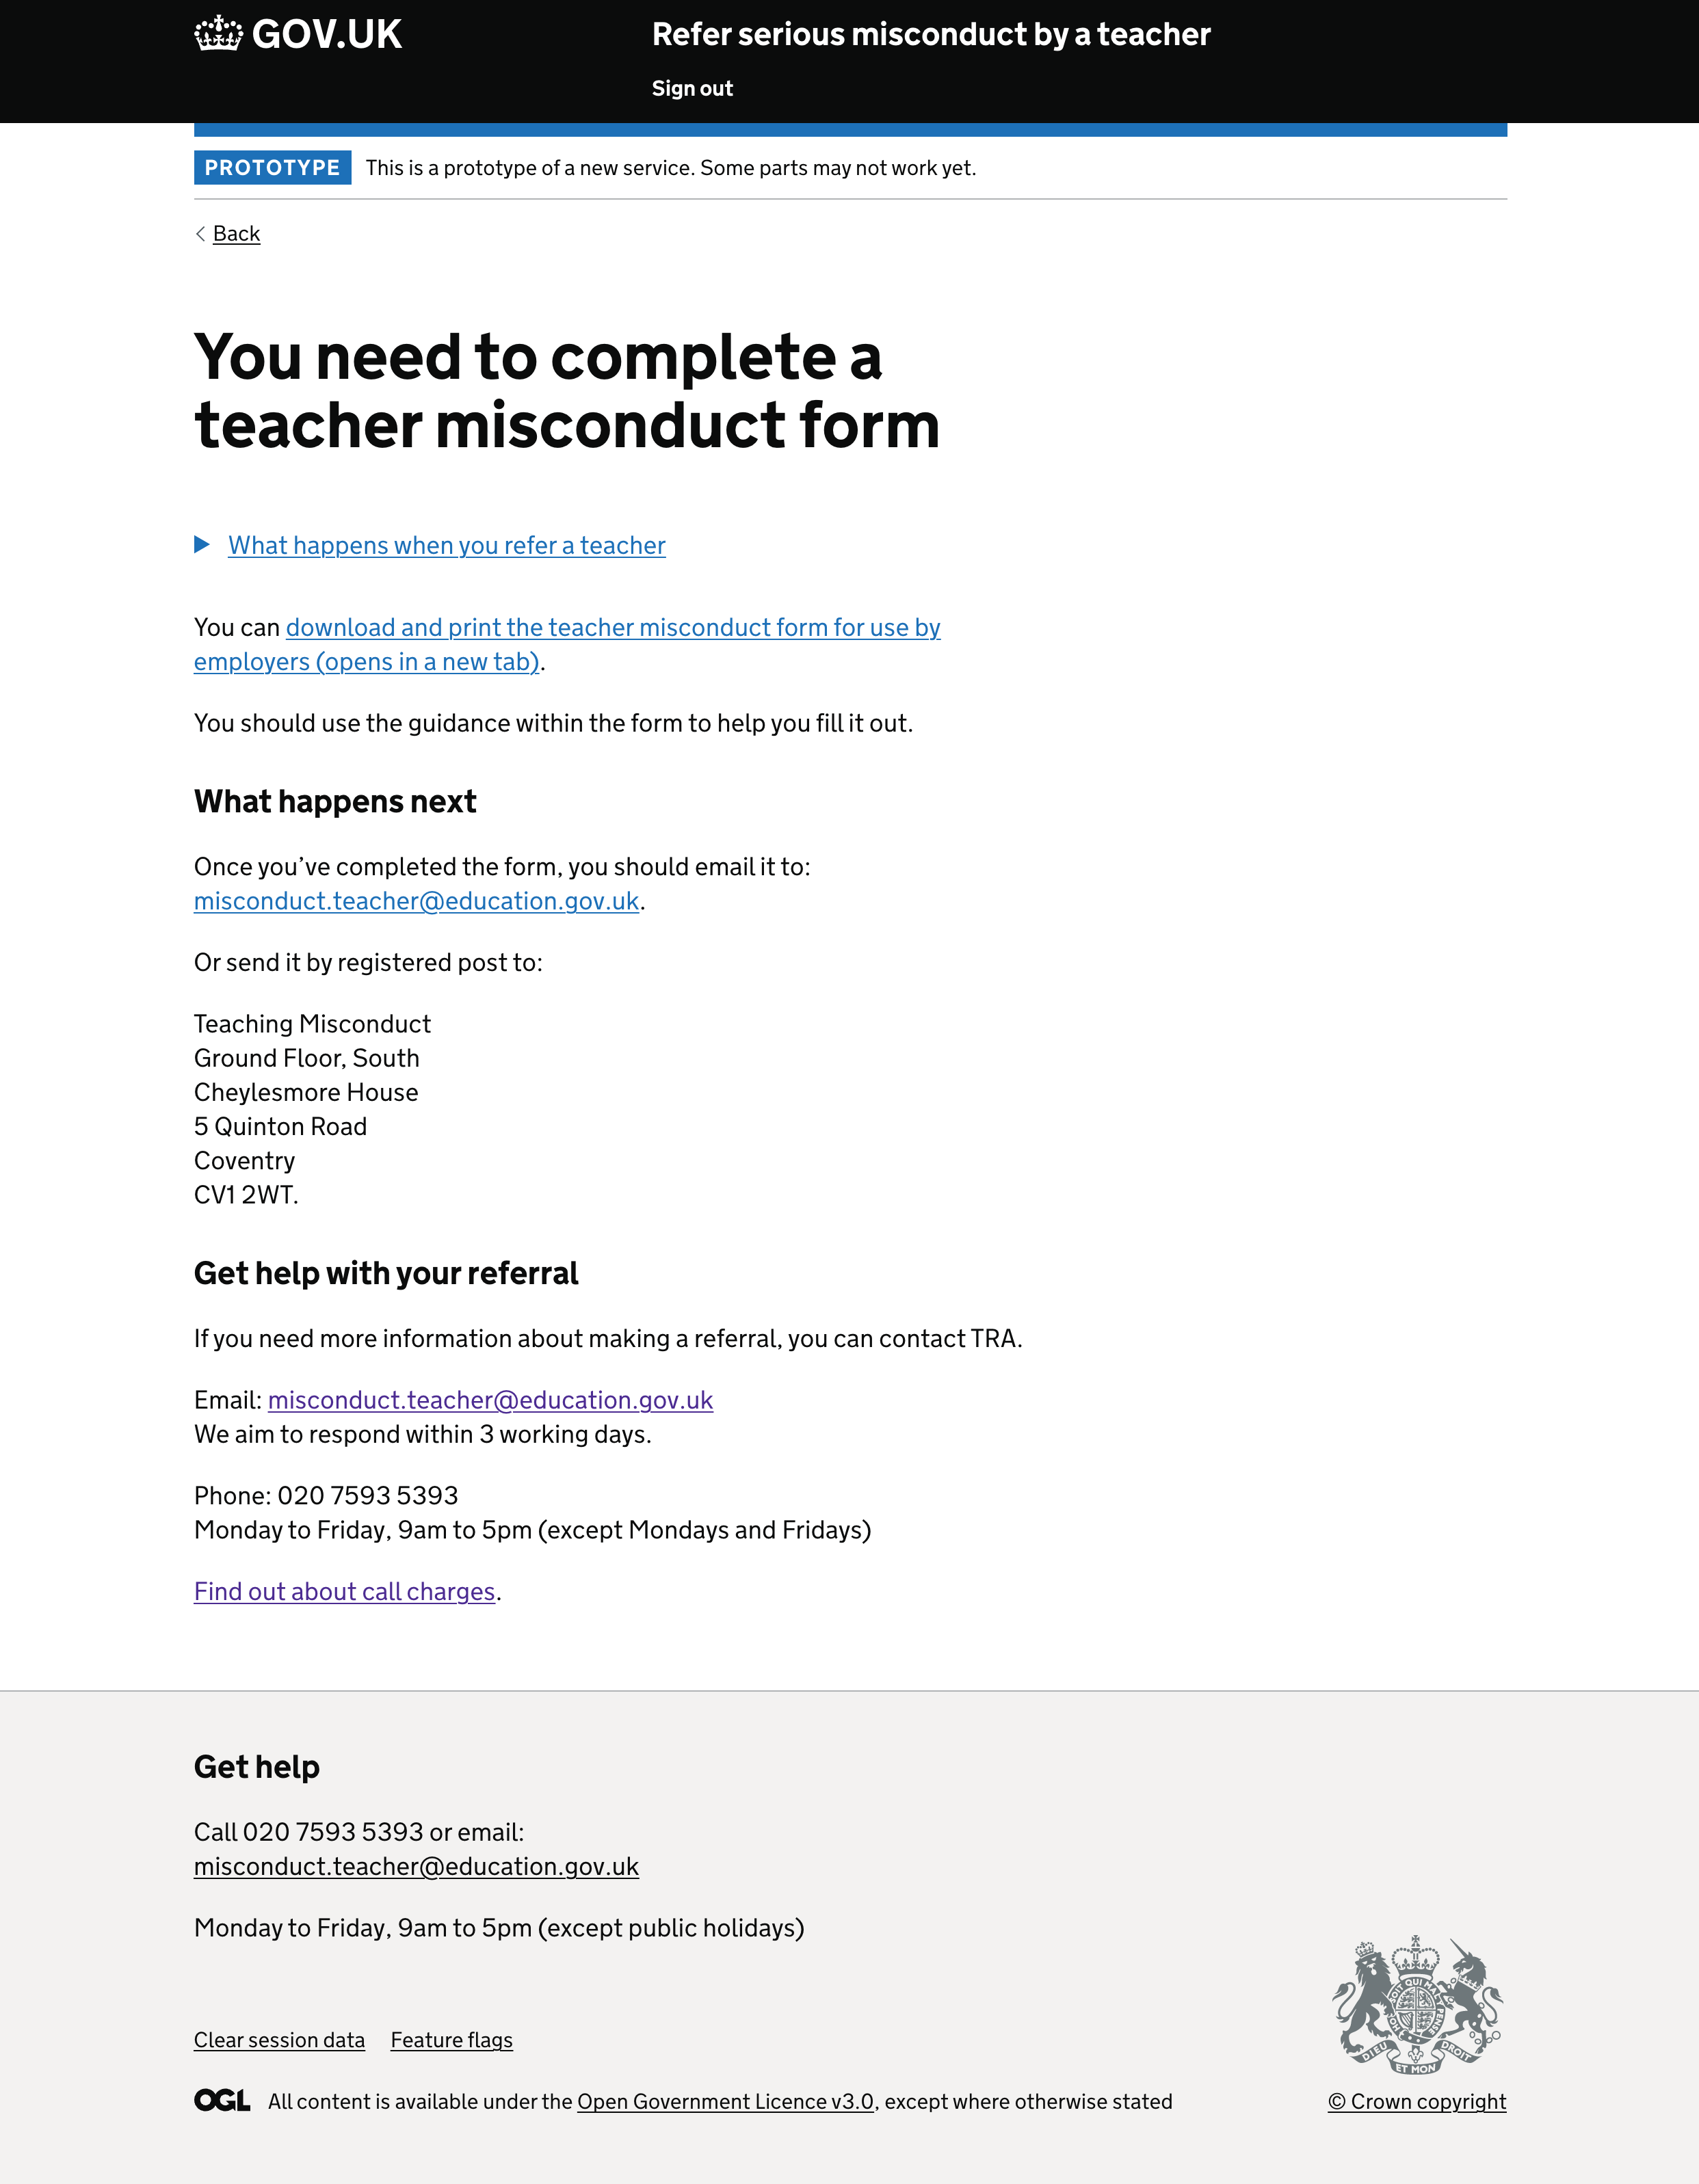 GOV.UK
Refer serious misconduct by a teacher
Sign out
PROTOTYPE This is a prototype of a new service. Some parts may not work yet.
Back
You need to complete a
teacher misconduct form
What happens when you refer a teacher
You can download and print the teacher misconduct form for use by
employers (opens in a new tab).
You should use the guidance within the form to help you fill it out.
What happens next
Once you’ve completed the form, you should email it to:
misconduct.teacher@education.gov.uk.
Or send it by registered post to:
Teaching Misconduct
Ground Floor, South
Cheylesmore House
5 Quinton Road
Coventry
CV1 2WT.
Get help with your referral
If you need more information about making a referral, you can contact TRA.
Email: misconduct.teacher@education.gov.uk
We aim to respond within 3 working days.
Phone: 020 7593 5393
Monday to Friday, 9am to 5pm (except Mondays and Fridays)
Find out about call charges.
Get help
Call 020 7593 5393 or email:
misconduct.teacher@education.gov.uk
Monday to Friday, 9am to 5pm (except public holidays)
Clear session data Feature flags
DIEU ET MON DROIT
OGL All content is available under the Open Government Licence v3.0, except where otherwise stated
© Crown copyright